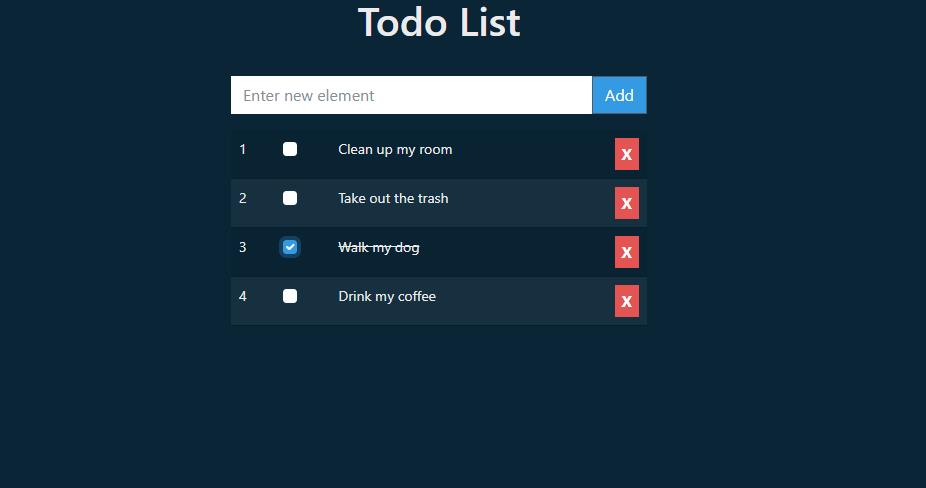 Todo List
Enter new element Add
1 Clean up my room X
2 Take out the trash X
3 Walk my dog X
4 Drink my coffee X